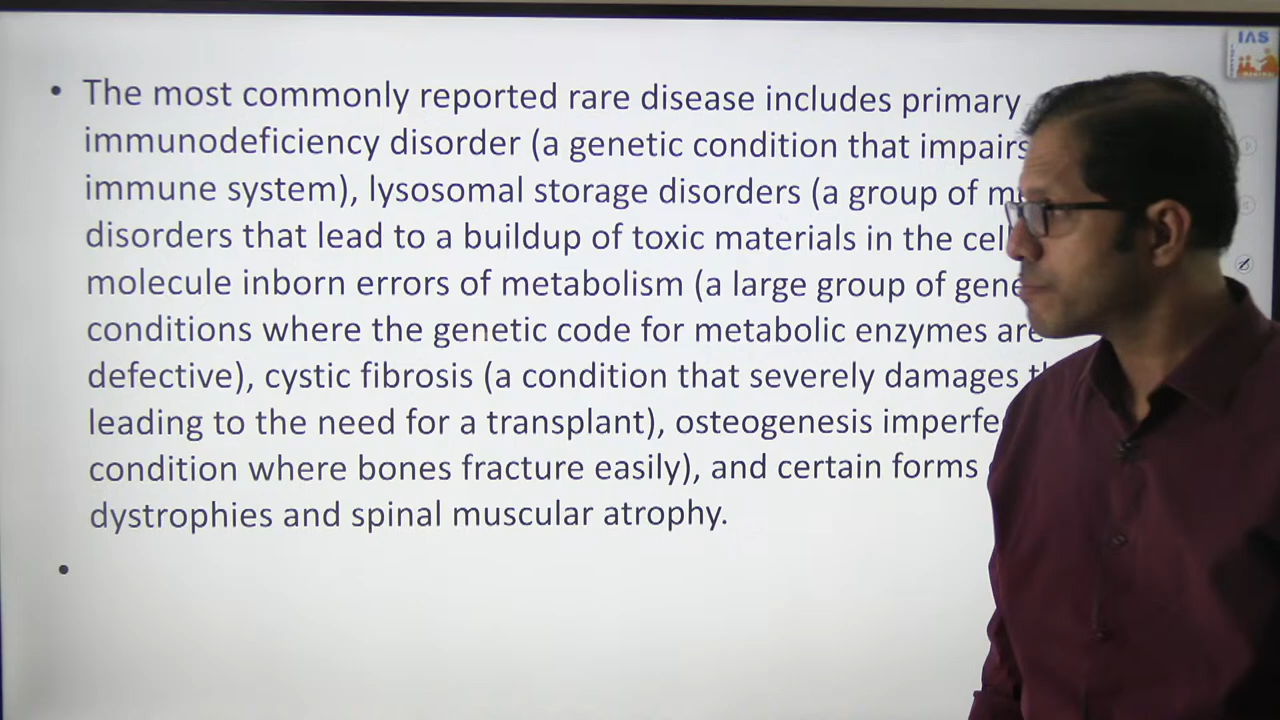 IAS
• The most commonly reported rare disease includes primary
immunodeficiency disorder (a genetic condition that impairs
immune system), lysosomal storage disorders (a group of
disorders that lead to a buildup of toxic materials in the
molecule inborn errors of metabolism (a large group of
conditions where the genetic code for metabolic enzymes are
defective), cystic fibrosis (a condition that severely damages
leading to the need for a transplant), osteogenesis
condition where bones fracture easily), and certain forms
dystrophies and spinal muscular atrophy.
•